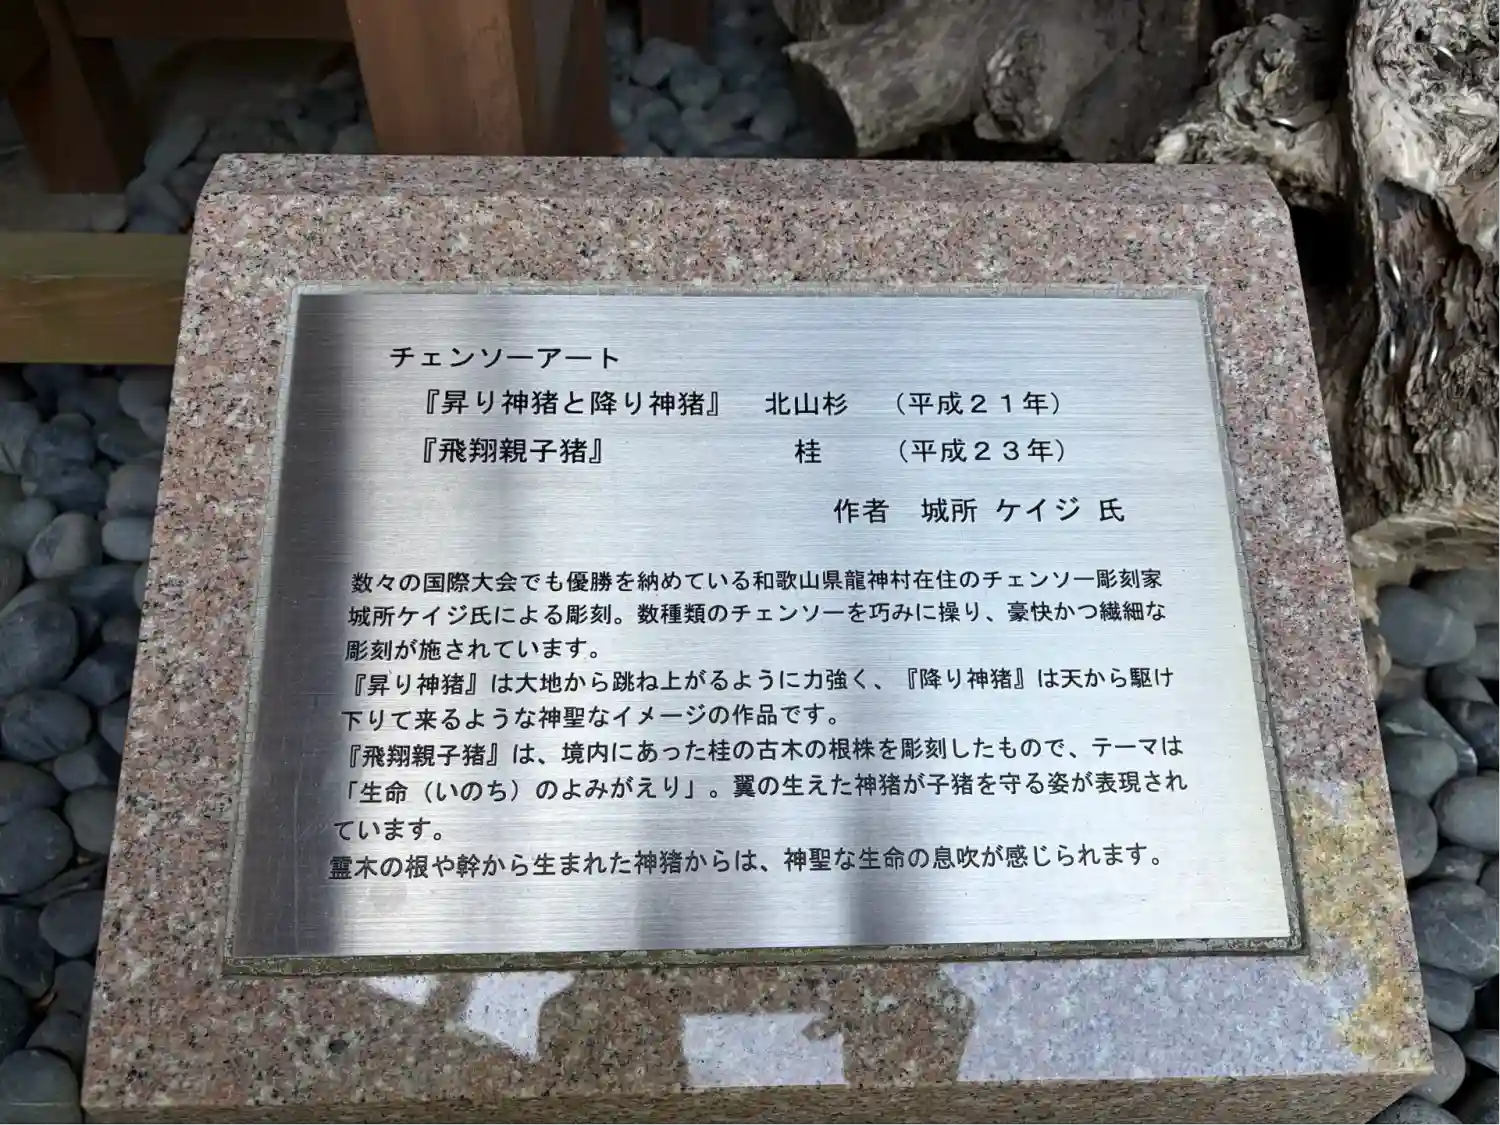 チェンソーアート
『昇り神猪と降り神猪』　北山杉　（平成２１年）
『飛翔親子猪』　　　　　　桂　　（平成２３年）
作者　城所 ケイジ 氏
数々の国際大会でも優勝を納めている和歌山県龍神村在住のチェンソー彫刻家
城所ケイジ氏による彫刻。数種類のチェンソーを巧みに操り、豪快かつ繊細な
彫刻が施されています。
『昇り神猪』は大地から跳ね上がるように力強く、『降り神猪』は天から駆け
下りて来るような神聖なイメージの作品です。
『飛翔親子猪』は、境内にあった桂の古木の根株を彫刻したもので、テーマは
「生命（いのち）のよみがえり」。翼の生えた神猪が子猪を守る姿が表現され
ています。
霊木の根や幹から生まれた神猪からは、神聖な生命の息吹が感じられます。